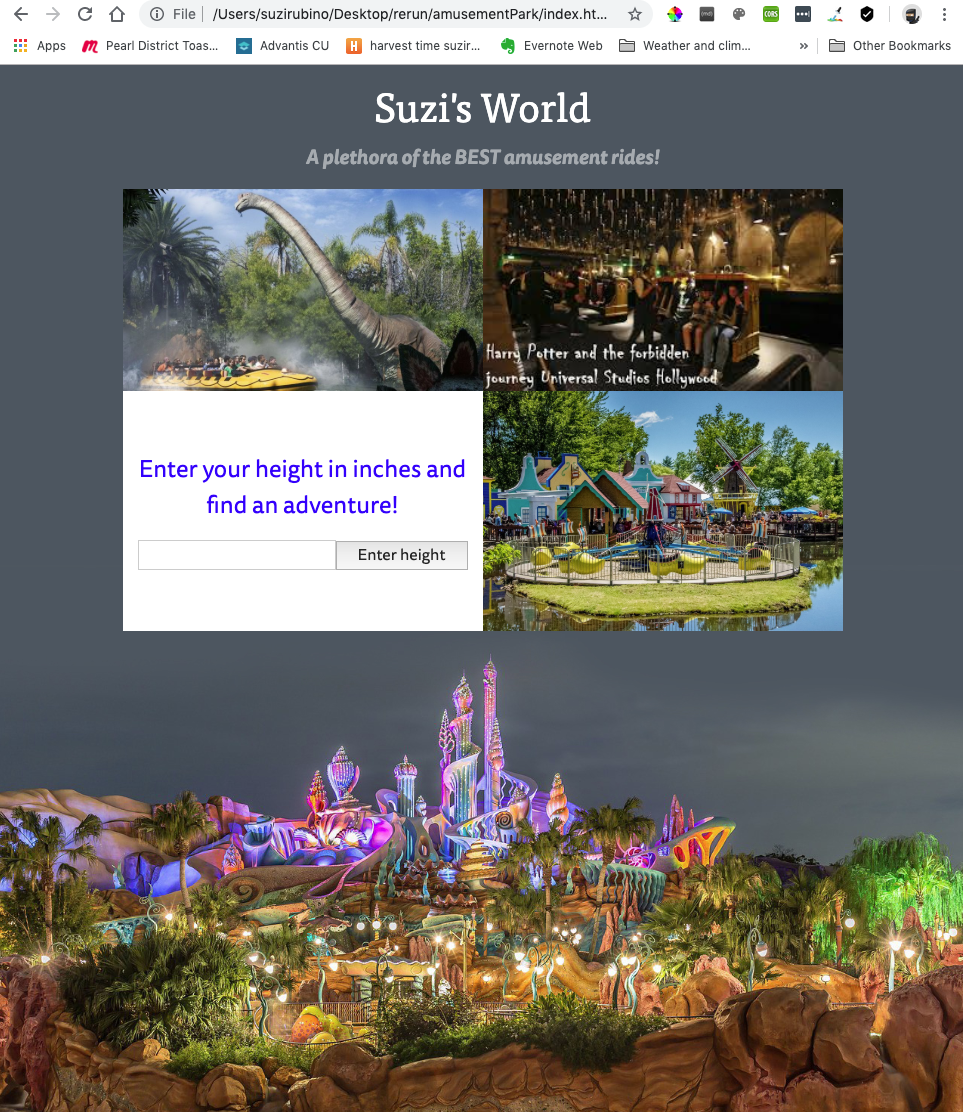 File | /Users/suzirubino/Desktop/rerun/amusementPark/index.ht...
CORS
Apps Pearl District Toas... Advantis CU harvest time suzir... Evernote Web Weather and clim... » Other Bookmarks
Suzi's World
A plethora of the BEST amusement rides!
Harry Potter and the forbidden
journey Universal Studios Hollywood
Enter your height in inches and
find an adventure!
Enter height